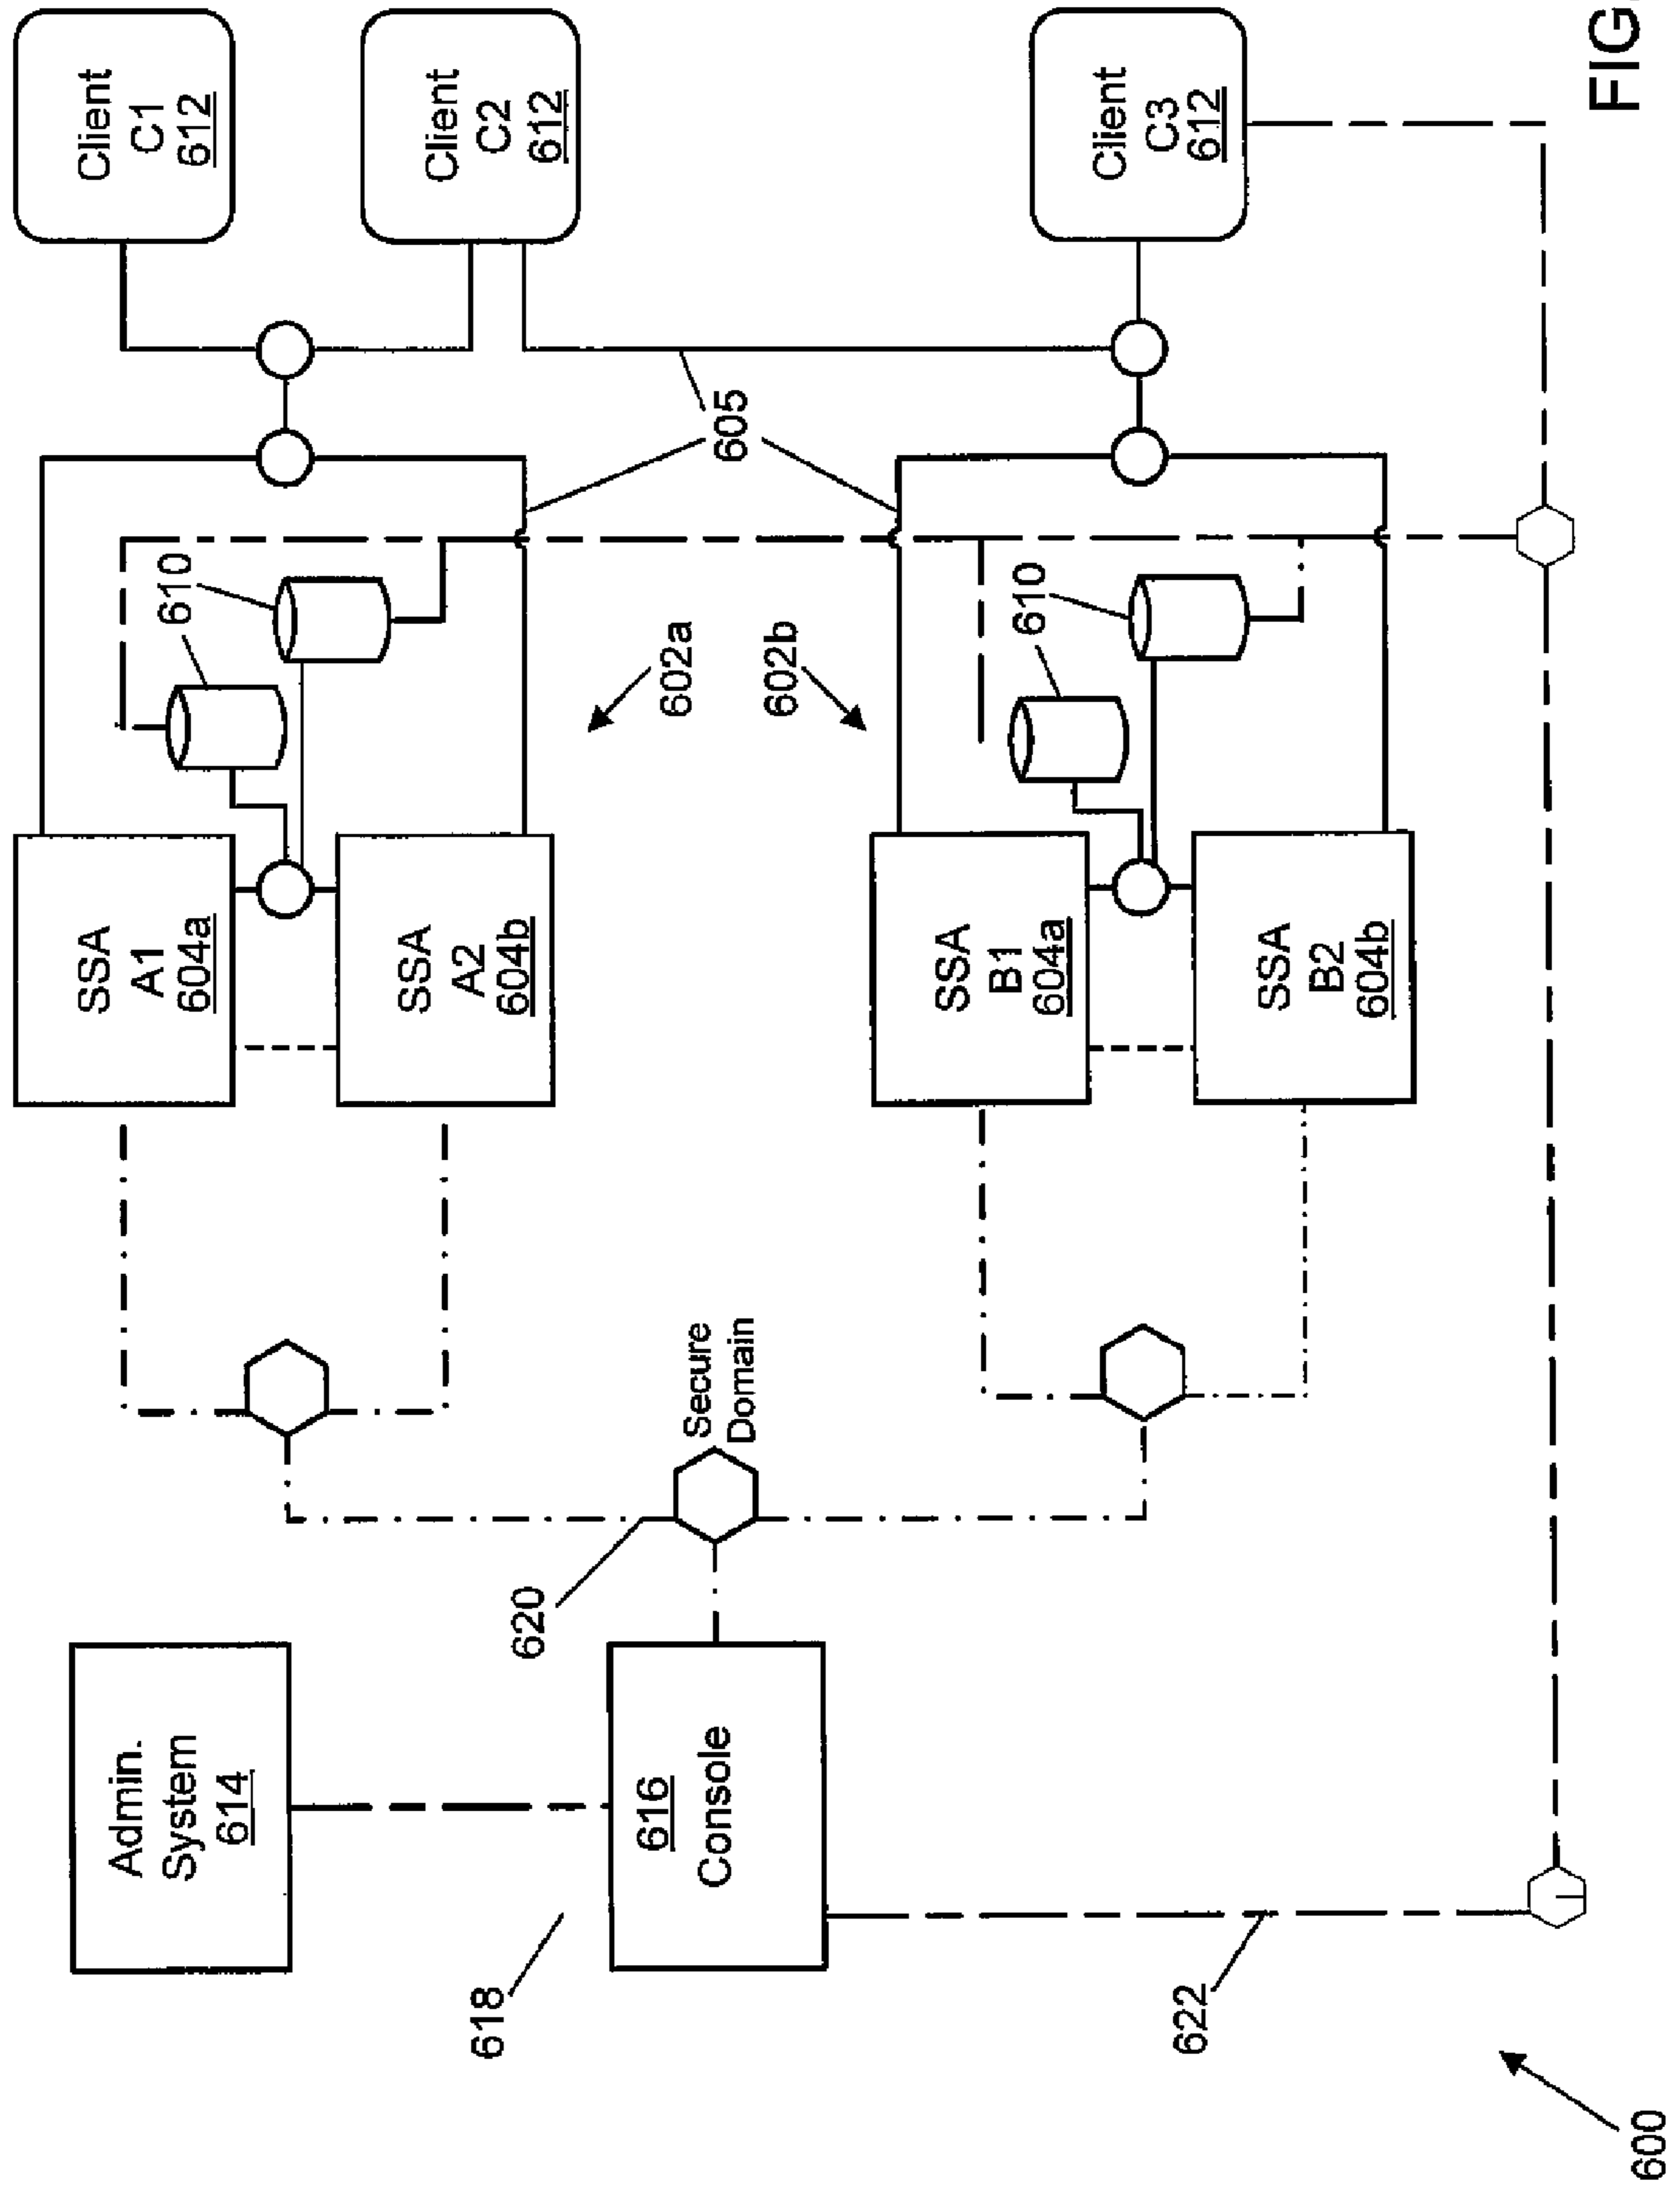 Client
C1
612
Client
C2
612
Client
C3
612
605
610
610
602a
602b
SSA
A1
604a
SSA
A2
604b
SSA
B1
604a
SSA
B2
604b
Secure
Domain
620
Admin.
System
614
616
Console
618
622
600
FIG.